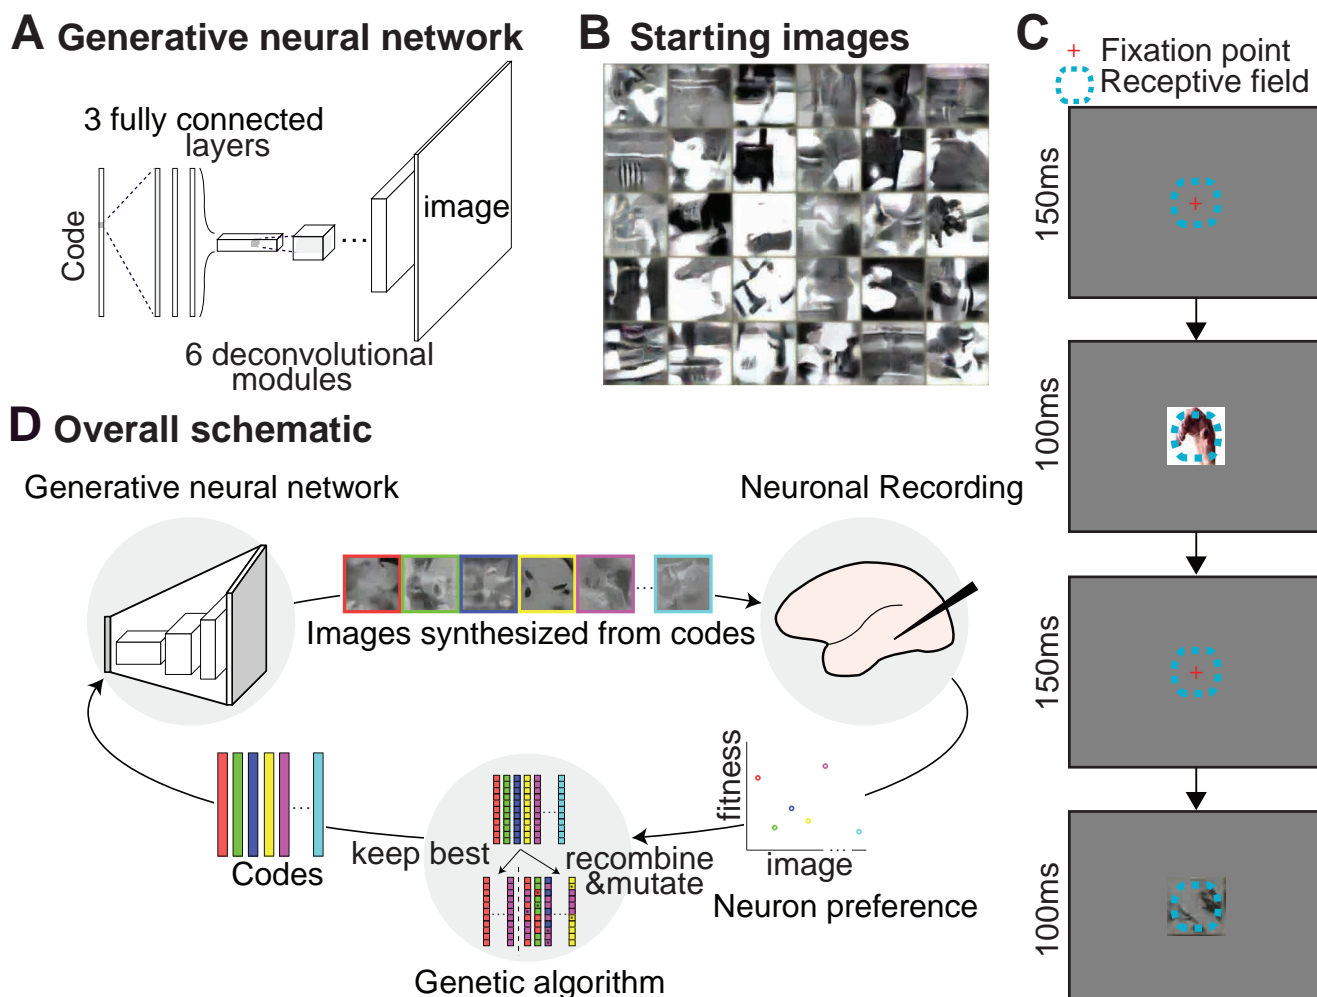 A Generative neural network
3 fully connected
layers
Code
image
6 deconvolutional
modules
B Starting images
C
+ Fixation point
Receptive field
150ms
100ms
150ms
100ms
D Overall schematic
Generative neural network
Images synthesized from codes
Neuronal Recording
fitness
image
Neuron preference
recombine
&mutate
keep best
Genetic algorithm
Codes